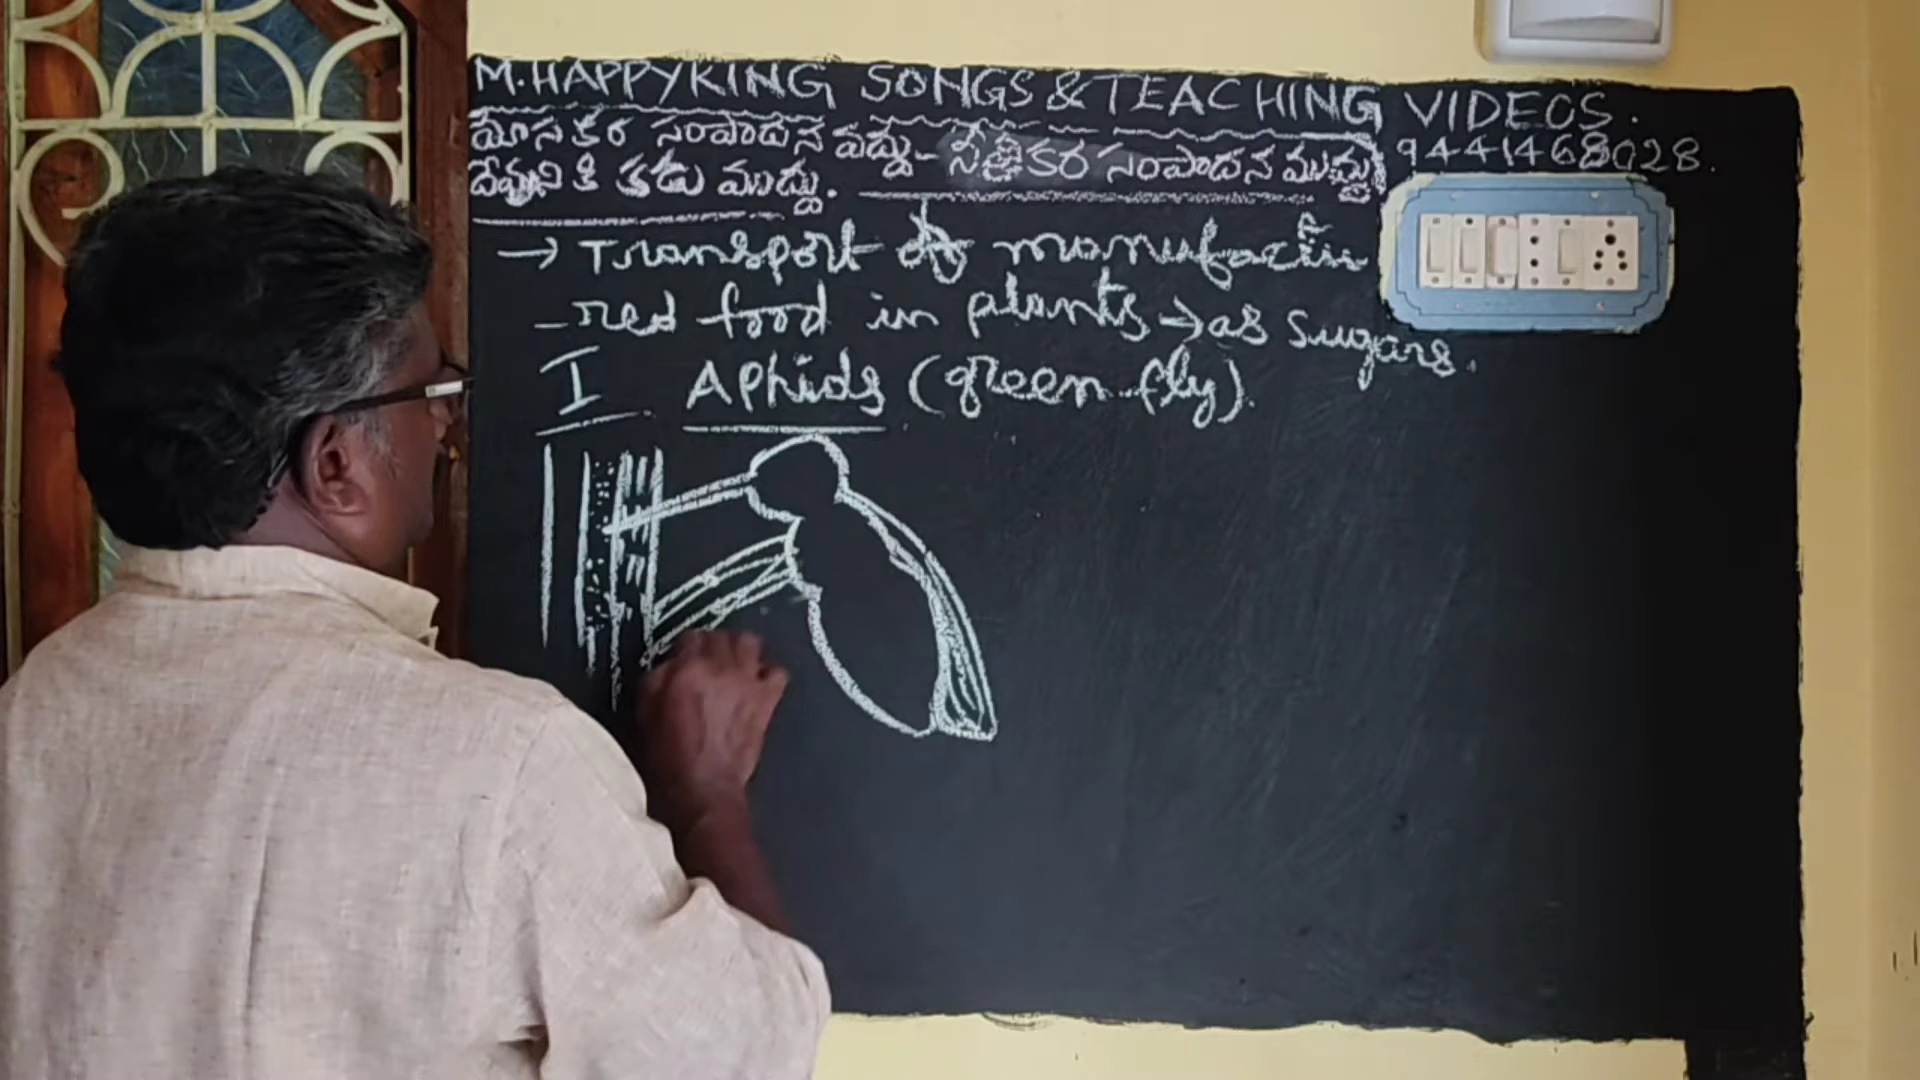 M.HAPPYKING SONGS & TEACHING VIDEOS.
మోసకర సంపాదన వద్దు - నీతికర సంపాదన ముద్దు 9441468028.
దేవునికి కడు ముద్దు.
→ Transport of manufactu
- red food in plants → as Sugars.
I Aphids (green fly).